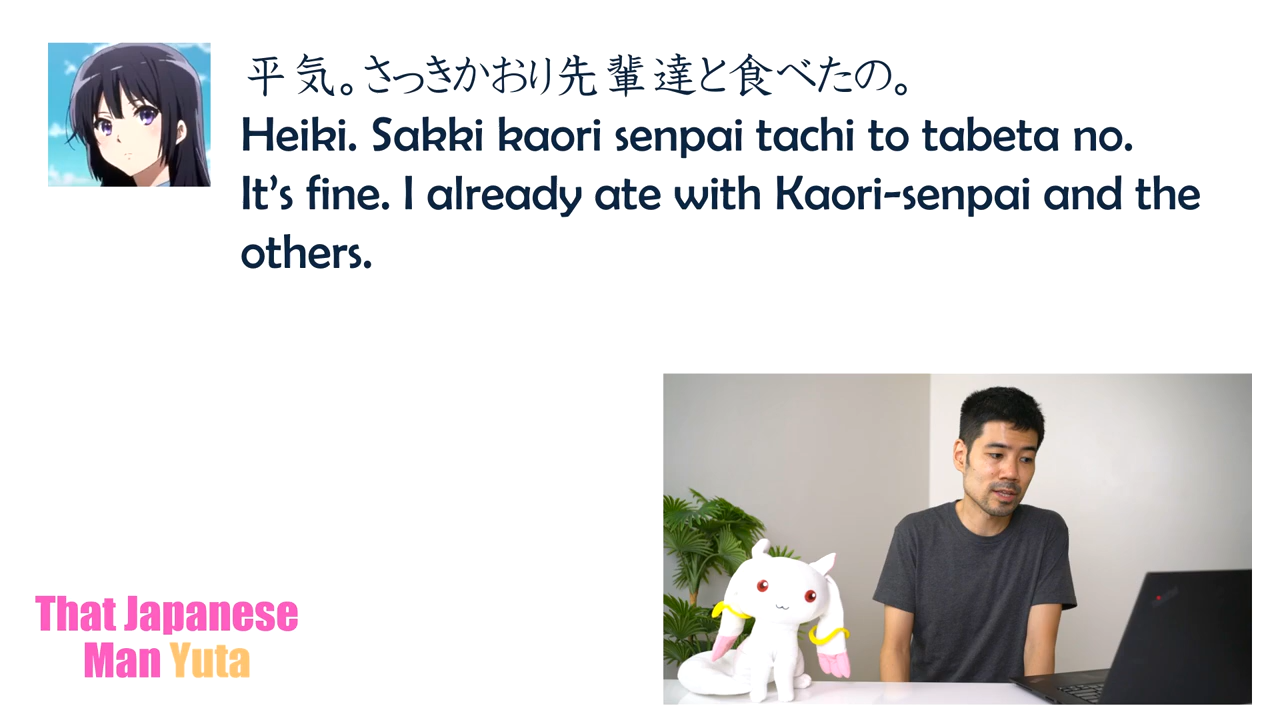 平気。さっきかおり先輩達と食べたの。
Heiki. Sakki kaori senpai tachi to tabeta no.
It’s fine. I already ate with Kaori-senpai and the
others.
That Japanese
Man Yuta